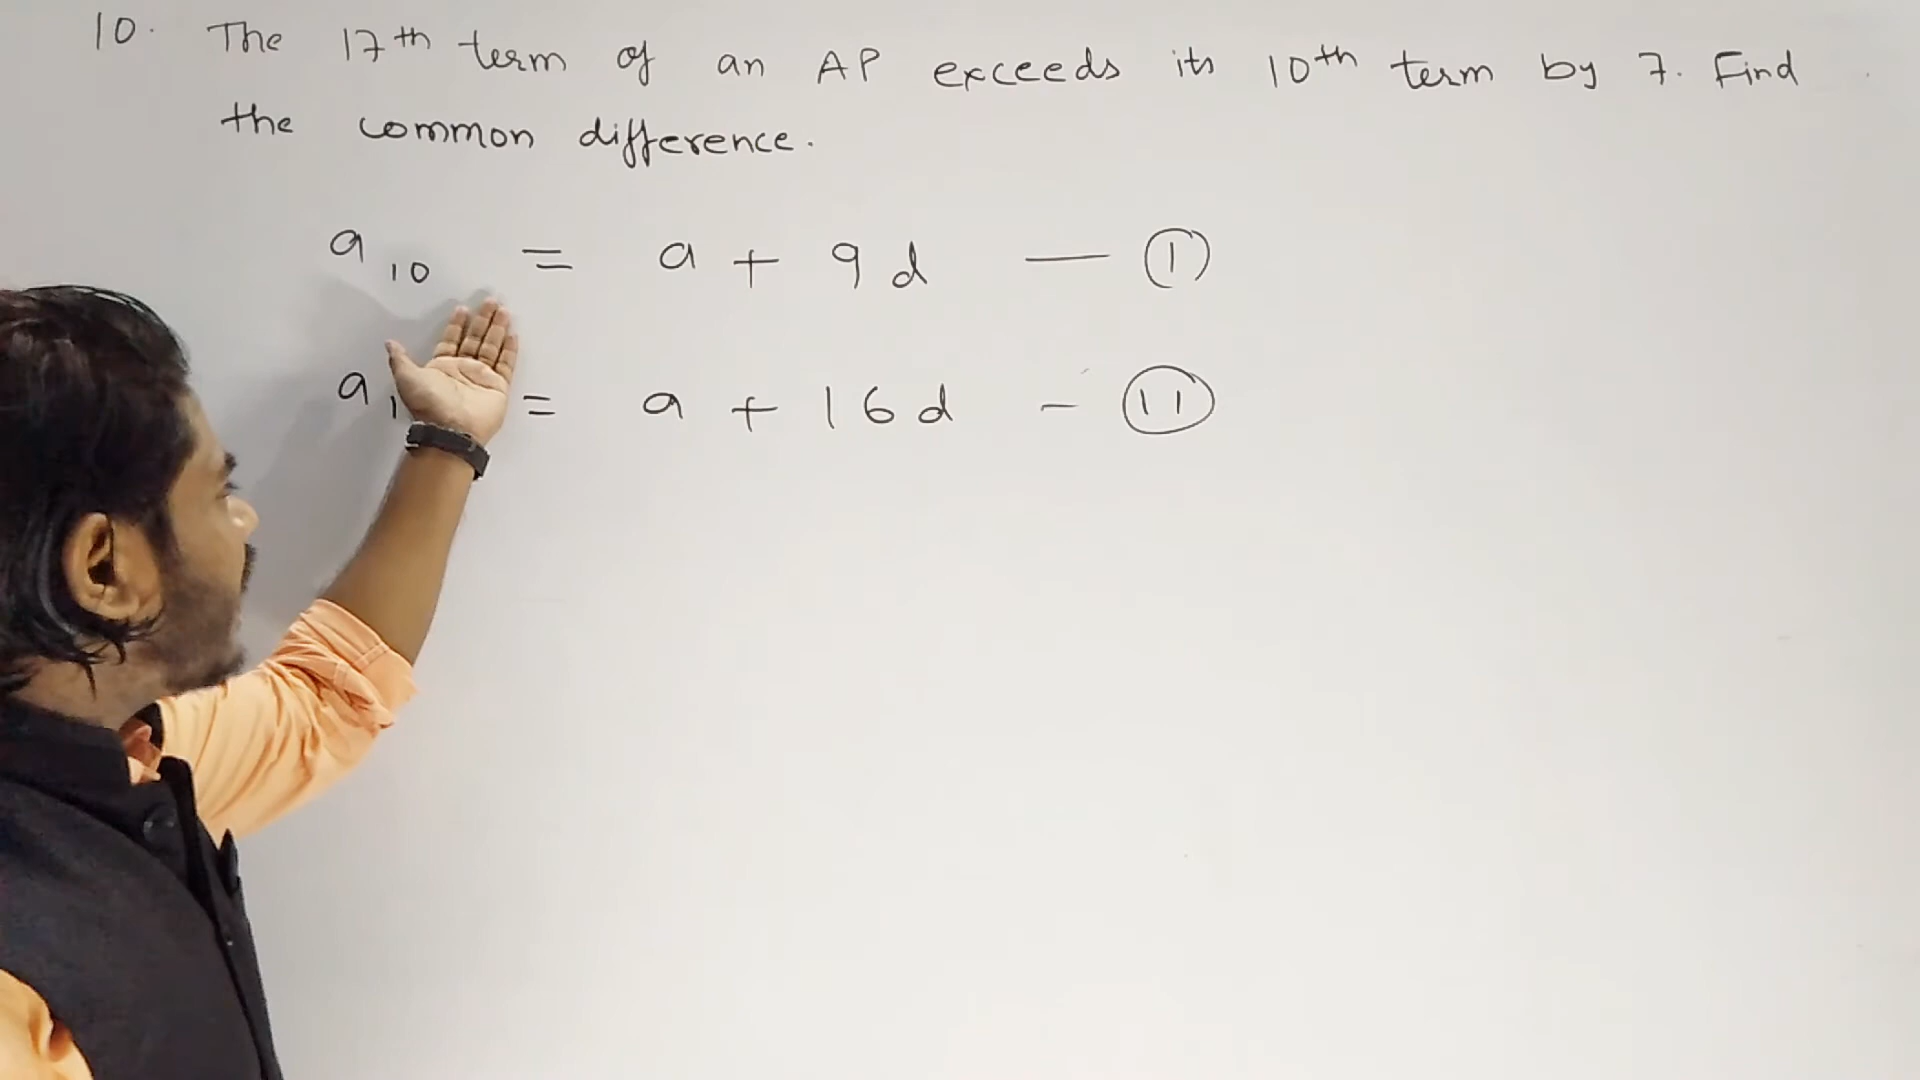 10. The 17th term of an AP exceeds its 10th term by 7. Find
the common difference.
a10 = a + 9d — ①
a1 = a + 16d – ⑪